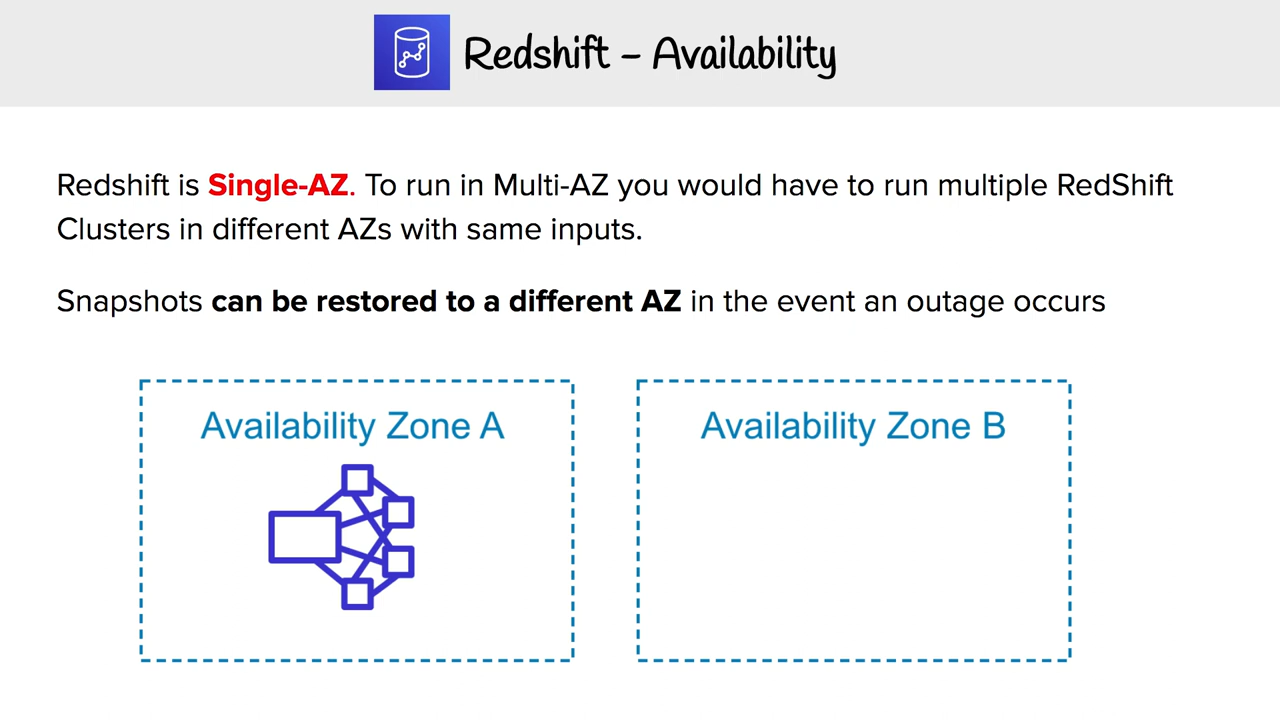 Redshift – Availability
Redshift is Single-AZ. To run in Multi-AZ you would have to run multiple RedShift
Clusters in different AZs with same inputs.
Snapshots can be restored to a different AZ in the event an outage occurs
Availability Zone A
Availability Zone B